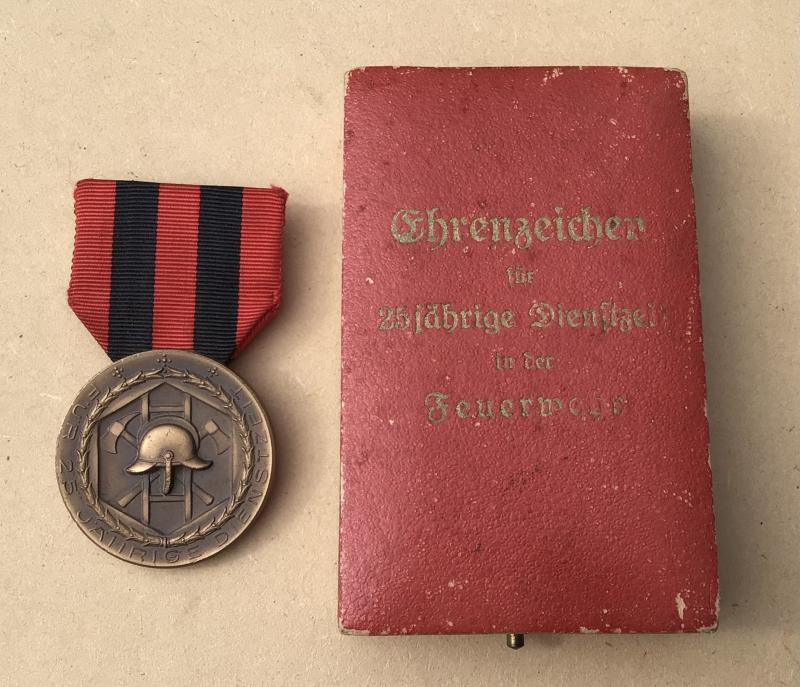 FÜR 25 JÄHRIGE DIENSTZEIT
Ehrenzeichen
für
25jährige Dienstzeit
in der
Feuerwehr